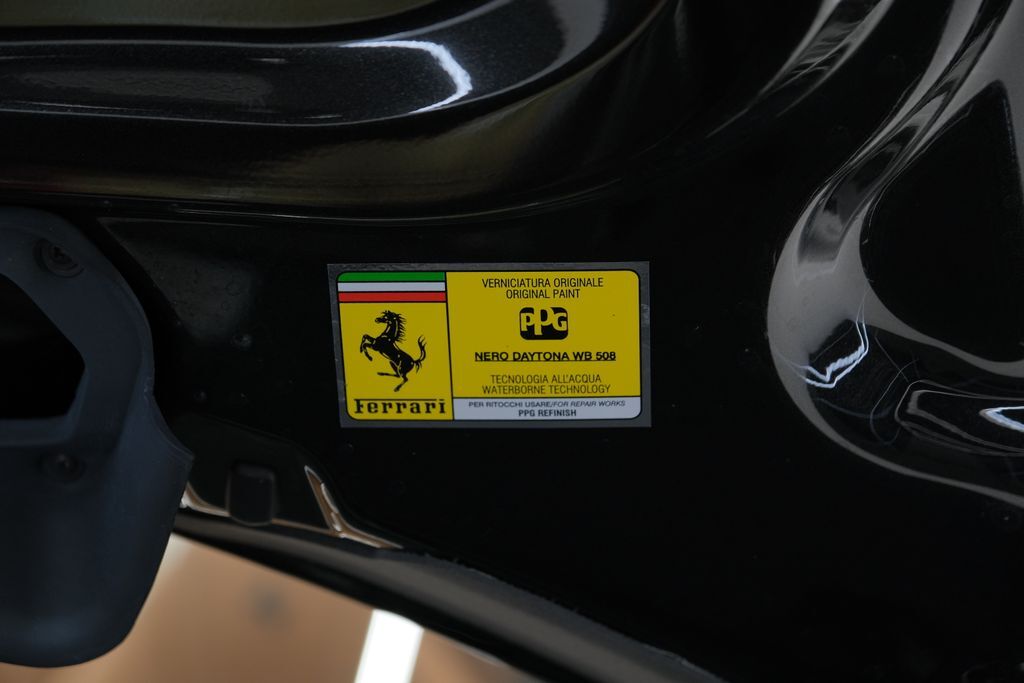 VERNICIATURA ORIGINALE
ORIGINAL PAINT
PPG
NERO DAYTONA WB 508
TECNOLOGIA ALL'ACQUA
WATERBORNE TECHNOLOGY
Ferrari
PER RITOCCHI USARE/FOR REPAIR WORKS
PPG REFINISH